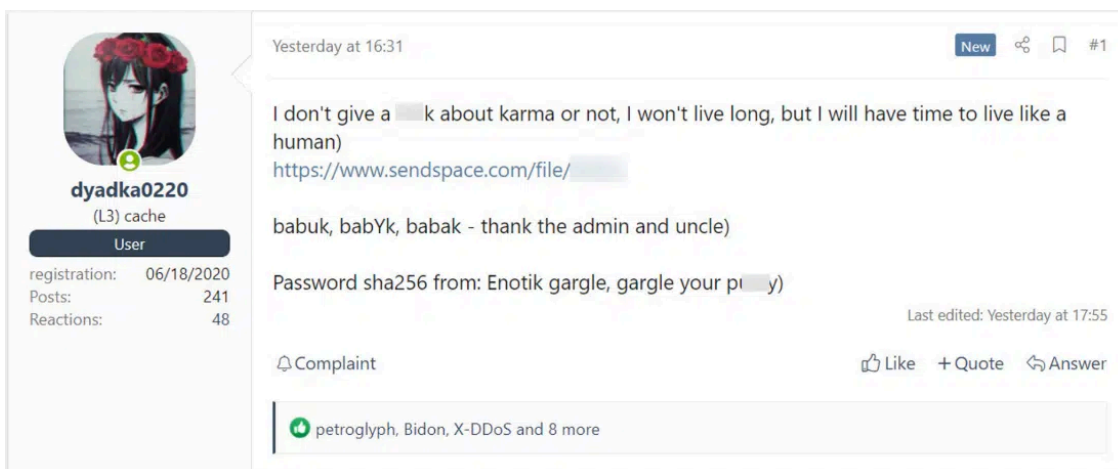 Yesterday at 16:31
New
#1
I don't give a k about karma or not, I won't live long, but I will have time to live like a
human)
https://www.sendspace.com/file/
babuk, babYk, babak - thank the admin and uncle)
Password sha256 from: Enotik gargle, gargle your pu y)
Last edited: Yesterday at 17:55
dyadka0220
(L3) cache
User
registration: 06/18/2020
Posts: 241
Reactions: 48
Complaint
Like
+ Quote
Answer
petroglyph, Bidon, X-DDoS and 8 more